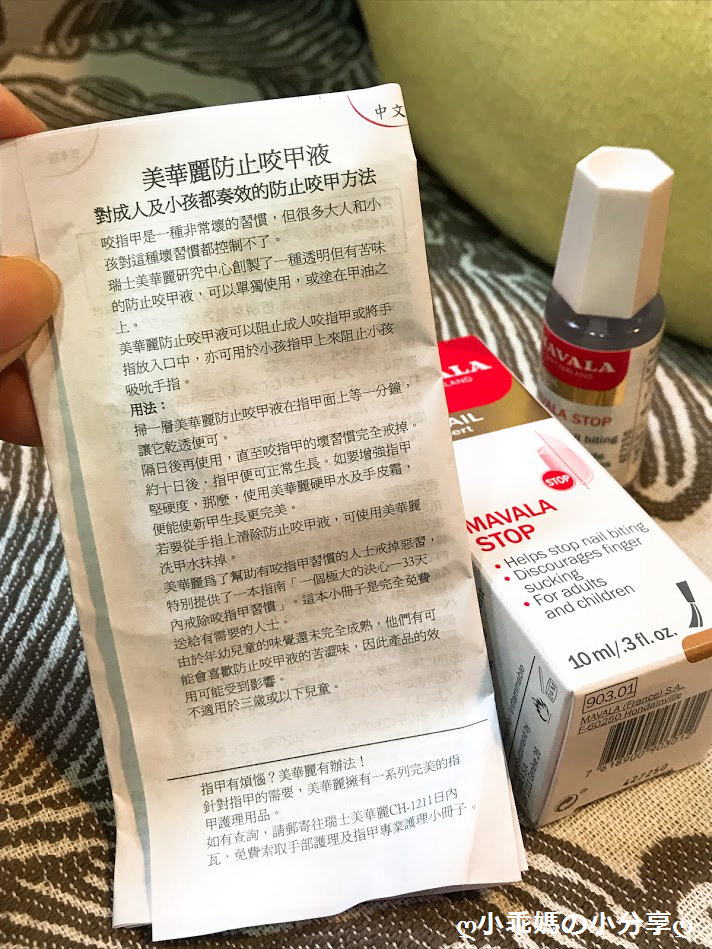 中文
美華麗防止咬甲液
對成人及小孩都奏效的防止咬甲方法
咬指甲是一種非常壞的習慣，但很多大人和小
孩對這種壞習慣都控制不了。
瑞士美華麗研究中心創製了一種透明但有苦味
的防止咬甲液，可以單獨使用，或塗在甲油之
上。
美華麗防止咬甲液可以阻止成人咬指甲或將手
指放入口中，亦可用於小孩指甲上來阻止小孩
吸吮手指。
用法：
掃一層美華麗防止咬甲液在指甲面上等一分鐘，
讓它乾透便可。
隔日後再使用，直至咬指甲的壞習慣完全戒掉。
約十日後，指甲便可正常生長。如要增強指甲
堅硬度，那麼，使用美華麗硬甲水及手皮霜，
便能使新甲生長更完美。
若要從手指上清除防止咬甲液，可使用美華麗
洗甲水抹掉。
美華麗爲了幫助有咬指甲習慣的人士戒掉惡習，
特別提供了一本指南「一個極大的決心—33天
內戒除咬指甲習慣」。這本小冊子是完全免費
送給有需要的人士。
由於年幼兒童的味覺還未完全成熟，他們有可
能會喜歡防止咬甲液的苦澀味，因此產品的效
用可能受到影響。
不適用於三歲或以下兒童。
指甲有煩惱？美華麗有辦法！
針對指甲的需要，美華麗擁有一系列完美的指
甲護理用品。
如有查詢，請郵寄往瑞士美華麗CH-1211日內
瓦，免費索取手部護理及指甲專業護理小冊子。
MAVALA
VALA STOP
nail biting
MAVALA
STOP
STOP
• Helps stop nail biting
• Discourages finger
sucking
• For adults
and children
10 ml/.3 fl. oz.
903.01
MAVALA (France) S.A.
F-60250 Hondainville
ღ小乖媽の小分享ღ